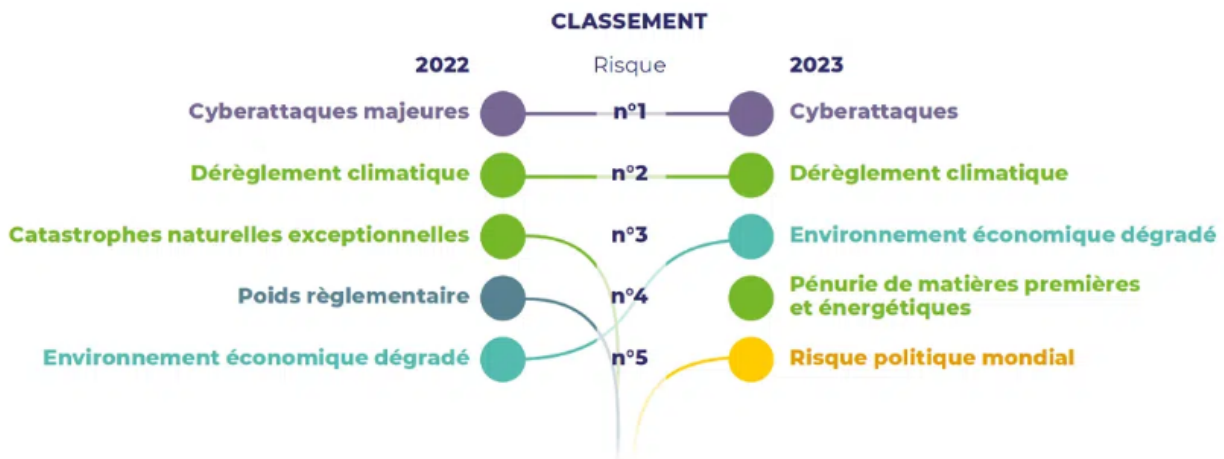 CLASSEMENT
2022 Risque 2023
Cyberattaques majeures n°1 Cyberattaques
Dérèglement climatique n°2 Dérèglement climatique
Catastrophes naturelles exceptionnelles n°3 Environnement économique dégradé
Poids règlementaire n°4 Pénurie de matières premières
et énergétiques
Environnement économique dégradé n°5 Risque politique mondial